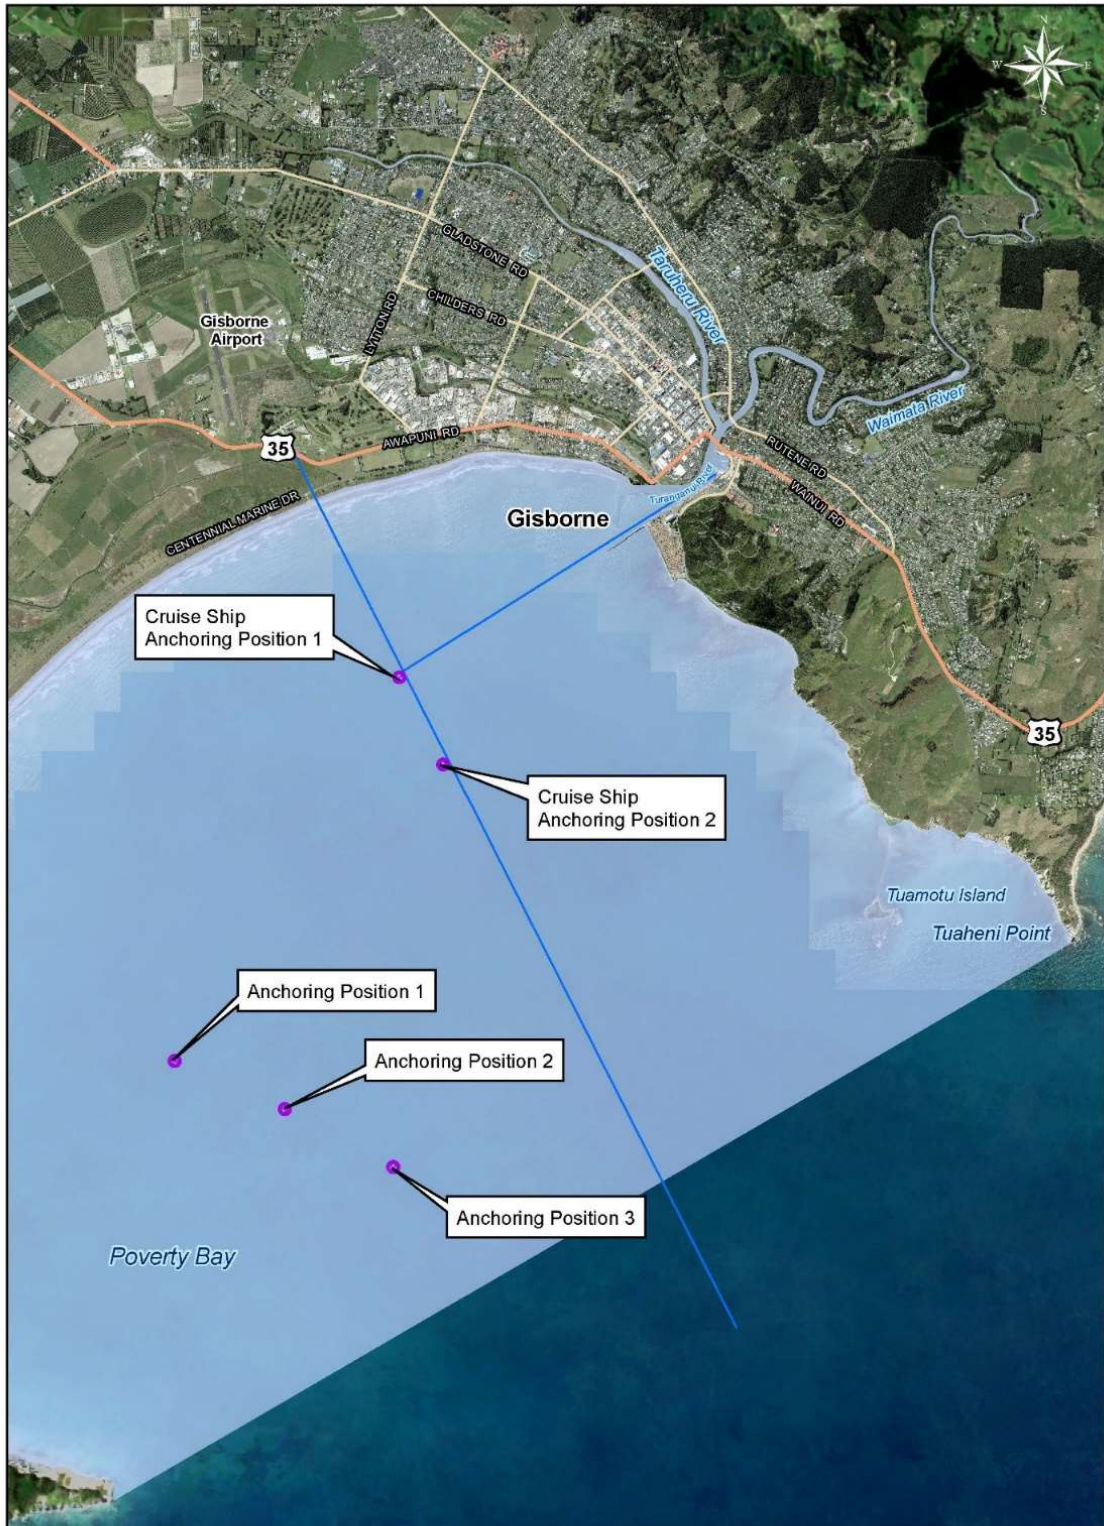 N
W
E
S
GLADSTONE RD
CHILDERS RD
LYTTON RD
Taruheru River
Gisborne
Airport
Waimata River
35
AWAPUNI RD
RUTENE RD
WAINUI RD
Turanganui River
CENTENNIAL MARINE DR
Gisborne
Cruise Ship
Anchoring Position 1
35
Cruise Ship
Anchoring Position 2
Tuamotu Island
Tuaheni Point
Anchoring Position 1
Anchoring Position 2
Anchoring Position 3
Poverty Bay